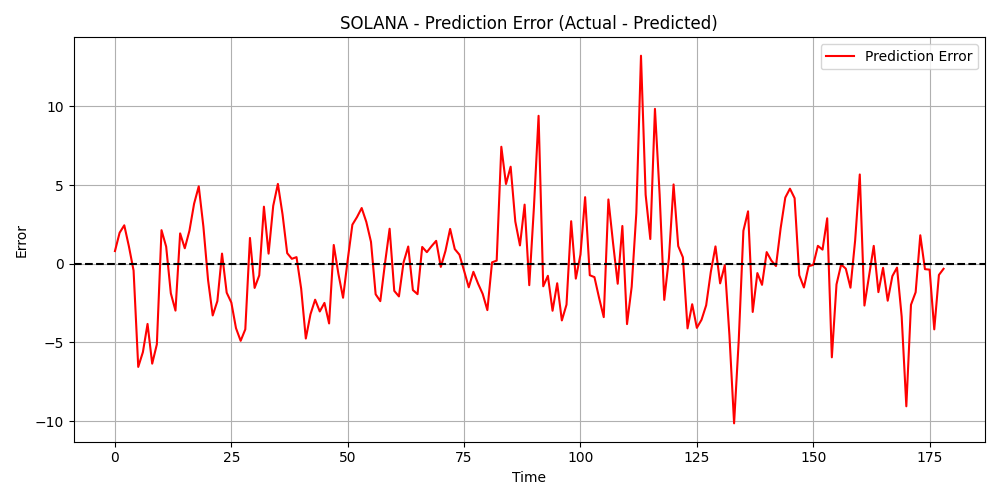 SOLANA - Prediction Error (Actual - Predicted)
Prediction Error
Error
10
5
0
−5
−10
0 25 50 75 100 125 150 175
Time